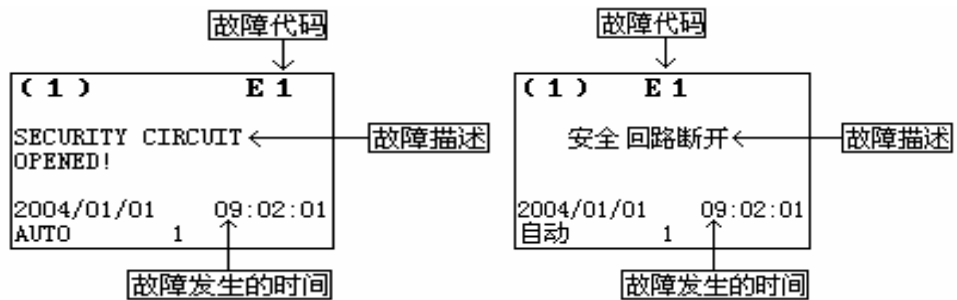 故障代码
故障代码
( 1 ) E 1
SECURITY CIRCUIT
OPENED!
2004/01/01 09:02:01
AUTO 1
故障描述
故障发生的时间
( 1 ) E 1
安全 回路断开
2004/01/01 09:02:01
自动 1
故障描述
故障发生的时间